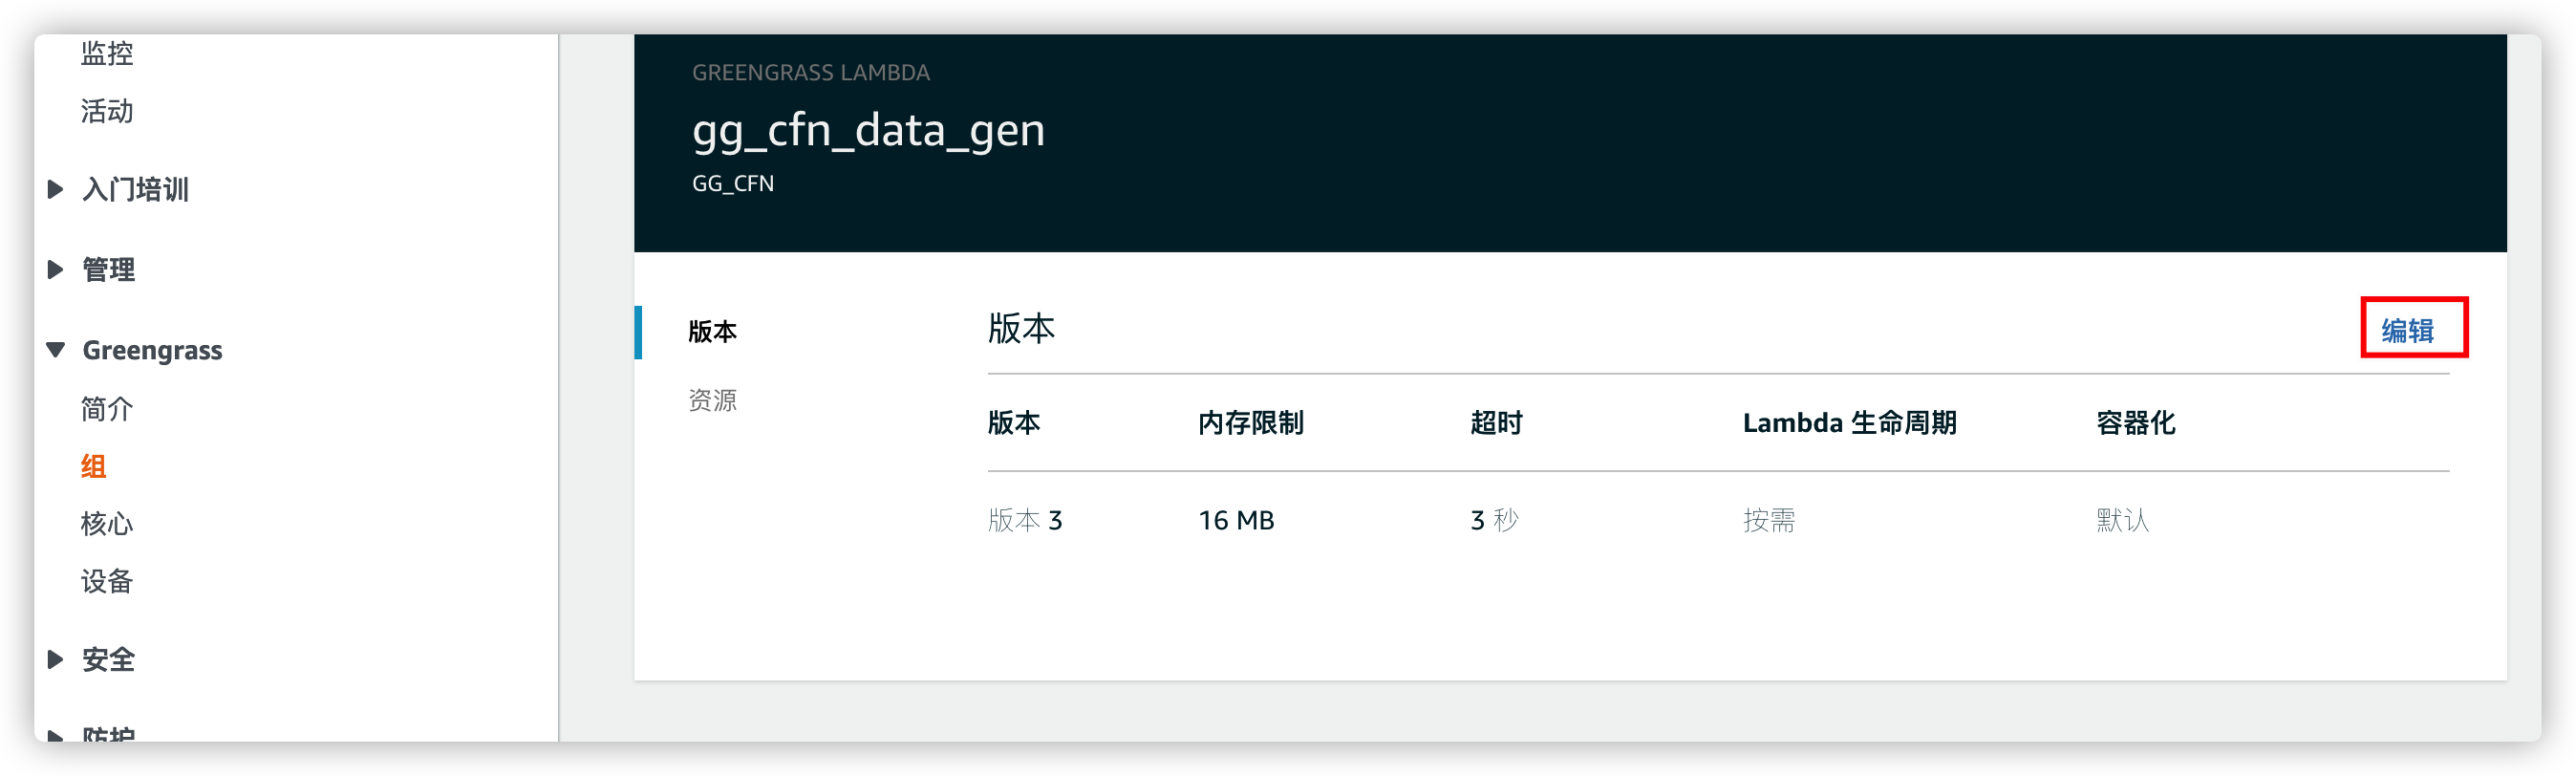 监控
活动
入门培训
管理
Greengrass
简介
组
核心
设备
安全
防护
GREENGRASS LAMBDA
gg_cfn_data_gen
GG_CFN
版本
资源
版本
编辑
版本 内存限制 超时 Lambda 生命周期 容器化
版本 3 16 MB 3 秒 按需 默认